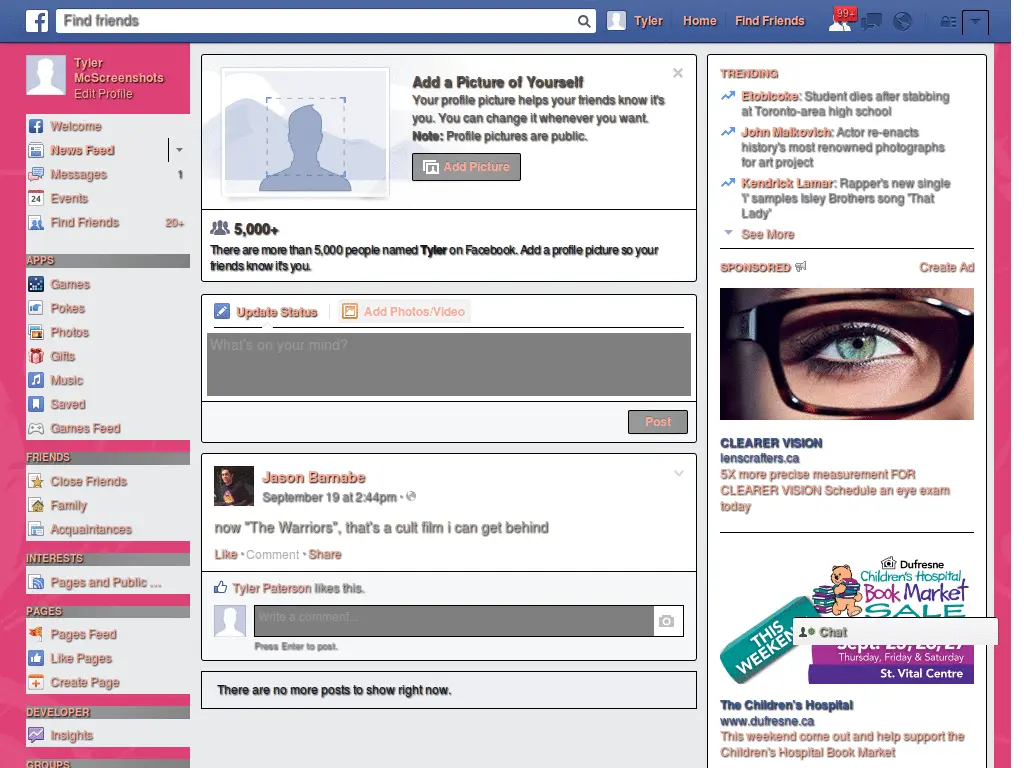 Find friends
Tyler
Home
Find Friends
99+
Tyler
McScreenshots
Edit Profile
Welcome
News Feed
Messages 1
24 Events
Find Friends 20+
APPS
Games
Pokes
Photos
Gifts
Music
Saved
Games Feed
FRIENDS
Close Friends
Family
Acquaintances
INTERESTS
Pages and Public ...
PAGES
Pages Feed
Like Pages
Create Page
DEVELOPER
Insights
GROUPS
Add a Picture of Yourself
Your profile picture helps your friends know it's
you. You can change it whenever you want.
Note: Profile pictures are public.
Add Picture
5,000+
There are more than 5,000 people named Tyler on Facebook. Add a profile picture so your
friends know it's you.
Update Status
Add Photos/Video
What's on your mind?
Post
Jason Barnabe
September 19 at 2:44pm ·
now "The Warriors", that's a cult film i can get behind
Like · Comment · Share
Tyler Paterson likes this.
Write a comment...
Press Enter to post.
There are no more posts to show right now.
TRENDING
Etobicoke: Student dies after stabbing
at Toronto-area high school
John Malkovich: Actor re-enacts
history's most renowned photographs
for art project
Kendrick Lamar: Rapper's new single
'i' samples Isley Brothers song 'That
Lady'
See More
SPONSORED
Create Ad
CLEARER VISION
lenscrafters.ca
5X more precise measurement FOR
CLEARER VISION Schedule an eye exam
today
Dufresne
Children's Hospital
Book Market
SALE
THIS
WEEKEN
Chat
Sept. 25, 26, 27
Thursday, Friday & Saturday
St. Vital Centre
The Children's Hospital
www.dufresne.ca
This weekend come out and help support the
Children's Hospital Book Market